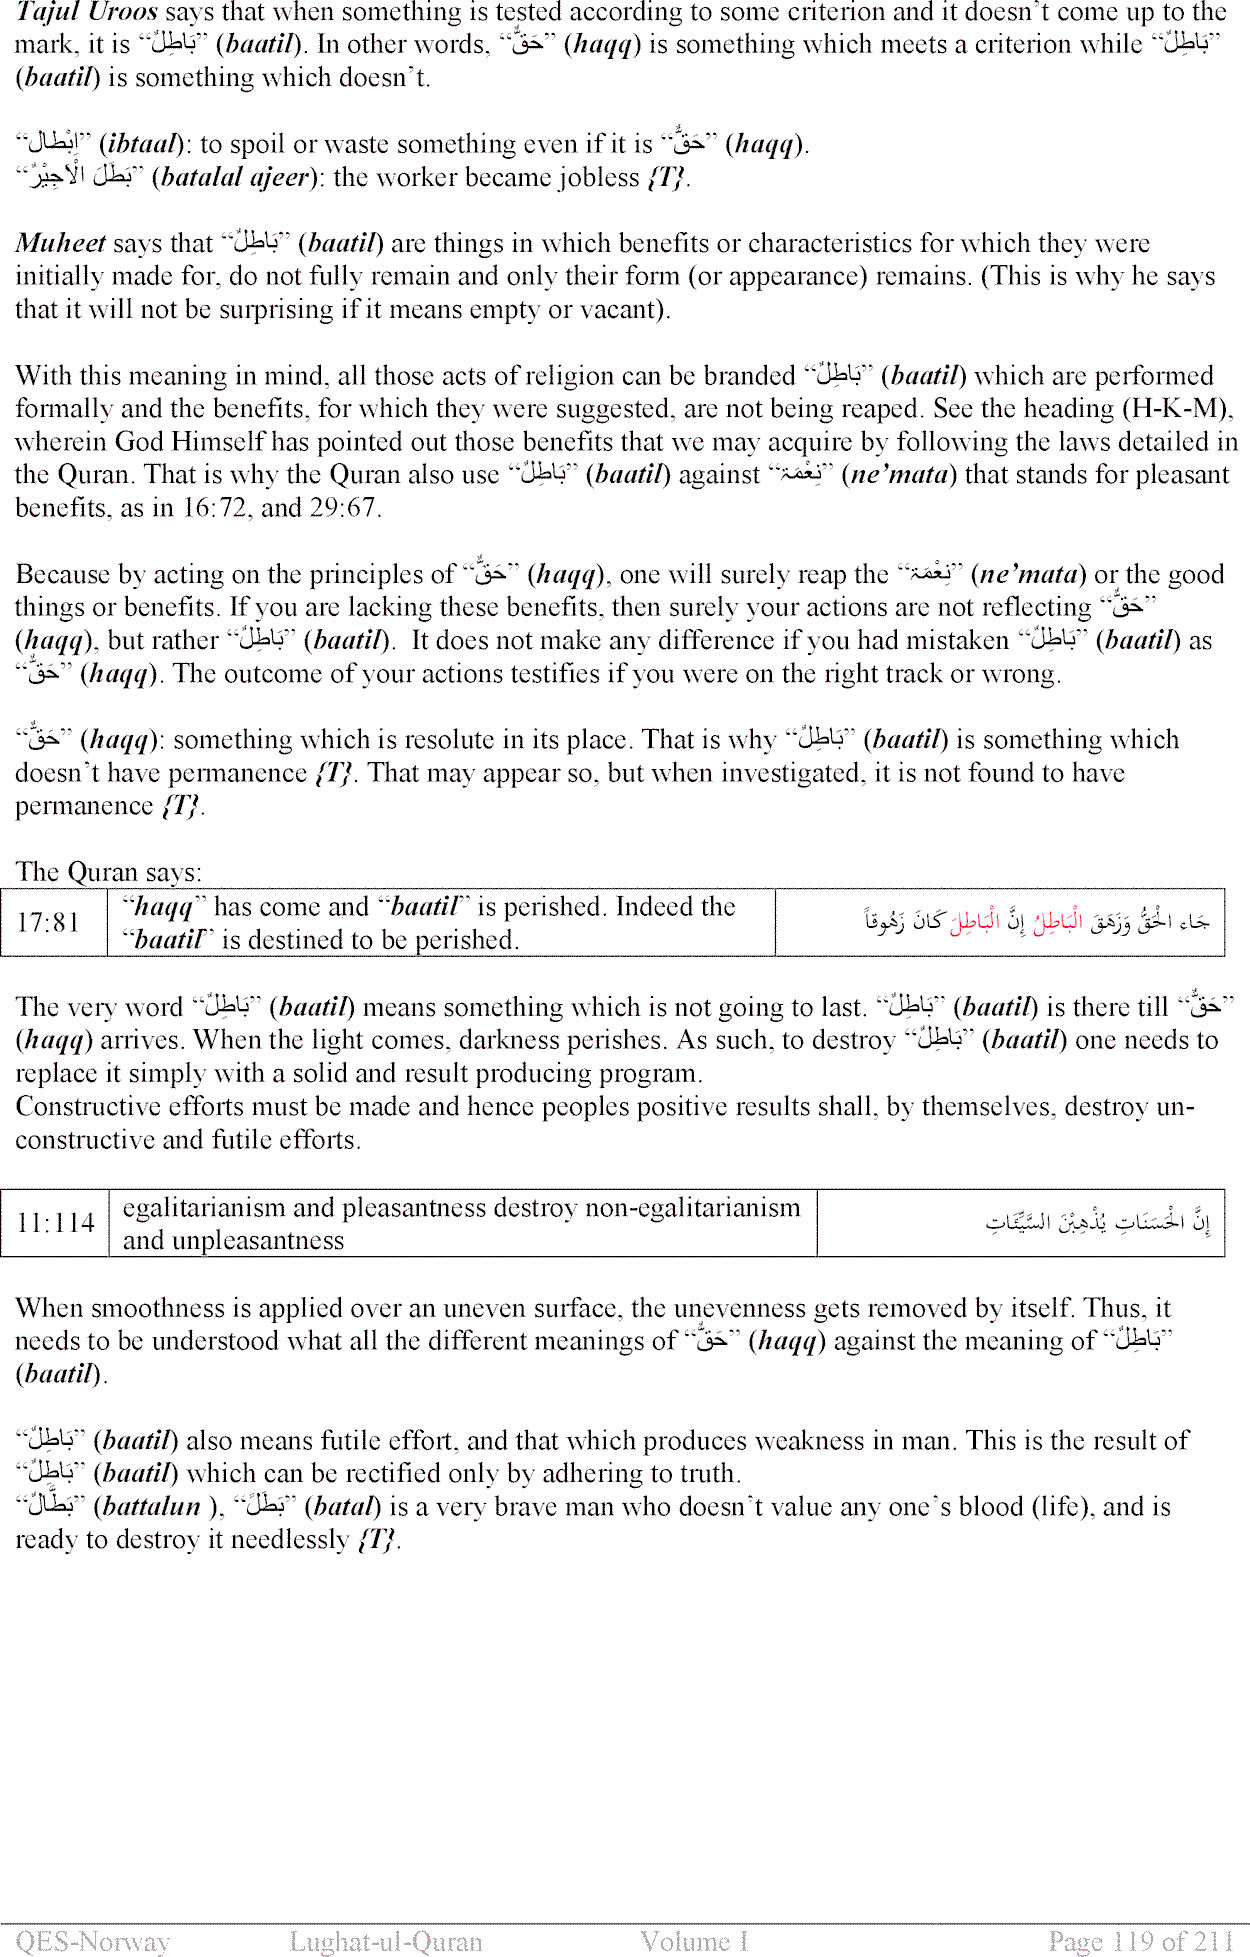 Tajul Uroos says that when something is tested according to some criterion and it doesn't come up to the
mark, it is “بَاطِلٌ” (baatil). In other words, “حَقٌّ” (haqq) is something which meets a criterion while “بَاطِلٌ”
(baatil) is something which doesn't.
“اِبْطال” (ibtaal): to spoil or waste something even if it is “حَقٌّ” (haqq).
“بَطَلَ الْاَجِيْرُ” (batalal ajeer): the worker became jobless {T}.
Muheet says that “بَاطِلٌ” (baatil) are things in which benefits or characteristics for which they were
initially made for, do not fully remain and only their form (or appearance) remains. (This is why he says
that it will not be surprising if it means empty or vacant).
With this meaning in mind, all those acts of religion can be branded “بَاطِلٌ” (baatil) which are performed
formally and the benefits, for which they were suggested, are not being reaped. See the heading (H-K-M),
wherein God Himself has pointed out those benefits that we may acquire by following the laws detailed in
the Quran. That is why the Quran also use “بَاطِلٌ” (baatil) against “نِعْمَۃ” (ne'mata) that stands for pleasant
benefits, as in 16:72, and 29:67.
Because by acting on the principles of “حَقٌّ” (haqq), one will surely reap the “نِعْمَۃ” (ne'mata) or the good
things or benefits. If you are lacking these benefits, then surely your actions are not reflecting “حَقٌّ”
(haqq), but rather “بَاطِلٌ” (baatil). It does not make any difference if you had mistaken “بَاطِلٌ” (baatil) as
“حَقٌّ” (haqq). The outcome of your actions testifies if you were on the right track or wrong.
“حَقٌّ” (haqq): something which is resolute in its place. That is why “بَاطِلٌ” (baatil) is something which
doesn't have permanence {T}. That may appear so, but when investigated, it is not found to have
permanence {T}.
The Quran says:
17:81 “haqq” has come and “baatil” is perished. Indeed the
“baatil” is destined to be perished. جَاء الْحَقُّ وَزَهَقَ الْبَاطِلُ إِنَّ الْبَاطِلَ كَانَ زَهُوقاً
The very word “بَاطِلٌ” (baatil) means something which is not going to last. “بَاطِلٌ” (baatil) is there till “حَقٌّ”
(haqq) arrives. When the light comes, darkness perishes. As such, to destroy “بَاطِلٌ” (baatil) one needs to
replace it simply with a solid and result producing program.
Constructive efforts must be made and hence peoples positive results shall, by themselves, destroy un-
constructive and futile efforts.
11:114 egalitarianism and pleasantness destroy non-egalitarianism
and unpleasantness إِنَّ الْحَسَنَاتِ يُذْهِبْنَ السَّيِّئَاتِ
When smoothness is applied over an uneven surface, the unevenness gets removed by itself. Thus, it
needs to be understood what all the different meanings of “حَقٌّ” (haqq) against the meaning of “بَاطِلٌ”
(baatil).
“بَاطِلٌ” (baatil) also means futile effort, and that which produces weakness in man. This is the result of
“بَاطِلٌ” (baatil) which can be rectified only by adhering to truth.
“بَطَّالٌ” (battalun ), “بَطَلٌ” (batal) is a very brave man who doesn't value any one's blood (life), and is
ready to destroy it needlessly {T}.
QES-Norway Lughat-ul-Quran Volume I Page 119 of 211